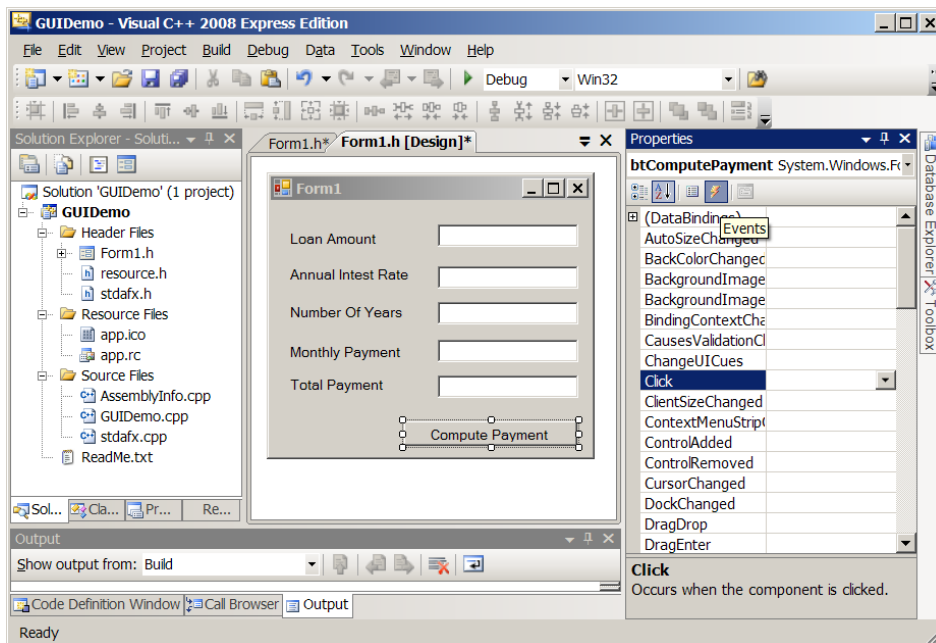 GUIDemo - Visual C++ 2008 Express Edition
File Edit View Project Build Debug Data Tools Window Help
Debug Win32
Solution Explorer - Soluti...
Solution 'GUIDemo' (1 project)
GUIDemo
Header Files
Form1.h
resource.h
stdafx.h
Resource Files
app.ico
app.rc
Source Files
AssemblyInfo.cpp
GUIDemo.cpp
stdafx.cpp
ReadMe.txt
Sol... Cla... Pr... Re...
Form1.h* Form1.h [Design]*
Form1
Loan Amount
Annual Intest Rate
Number Of Years
Monthly Payment
Total Payment
Compute Payment
Properties
btComputePayment System.Windows.Fo
(DataBindings)
Events
AutoSizeChanged
BackColorChanged
BackgroundImage
BackgroundImage
BindingContextCha
CausesValidationCl
ChangeUICues
Click
ClientSizeChanged
ContextMenuStrip(
ControlAdded
ControlRemoved
CursorChanged
DockChanged
DragDrop
DragEnter
Click
Occurs when the component is clicked.
Database Explorer
Toolbox
Output
Show output from: Build
Code Definition Window Call Browser Output
Ready